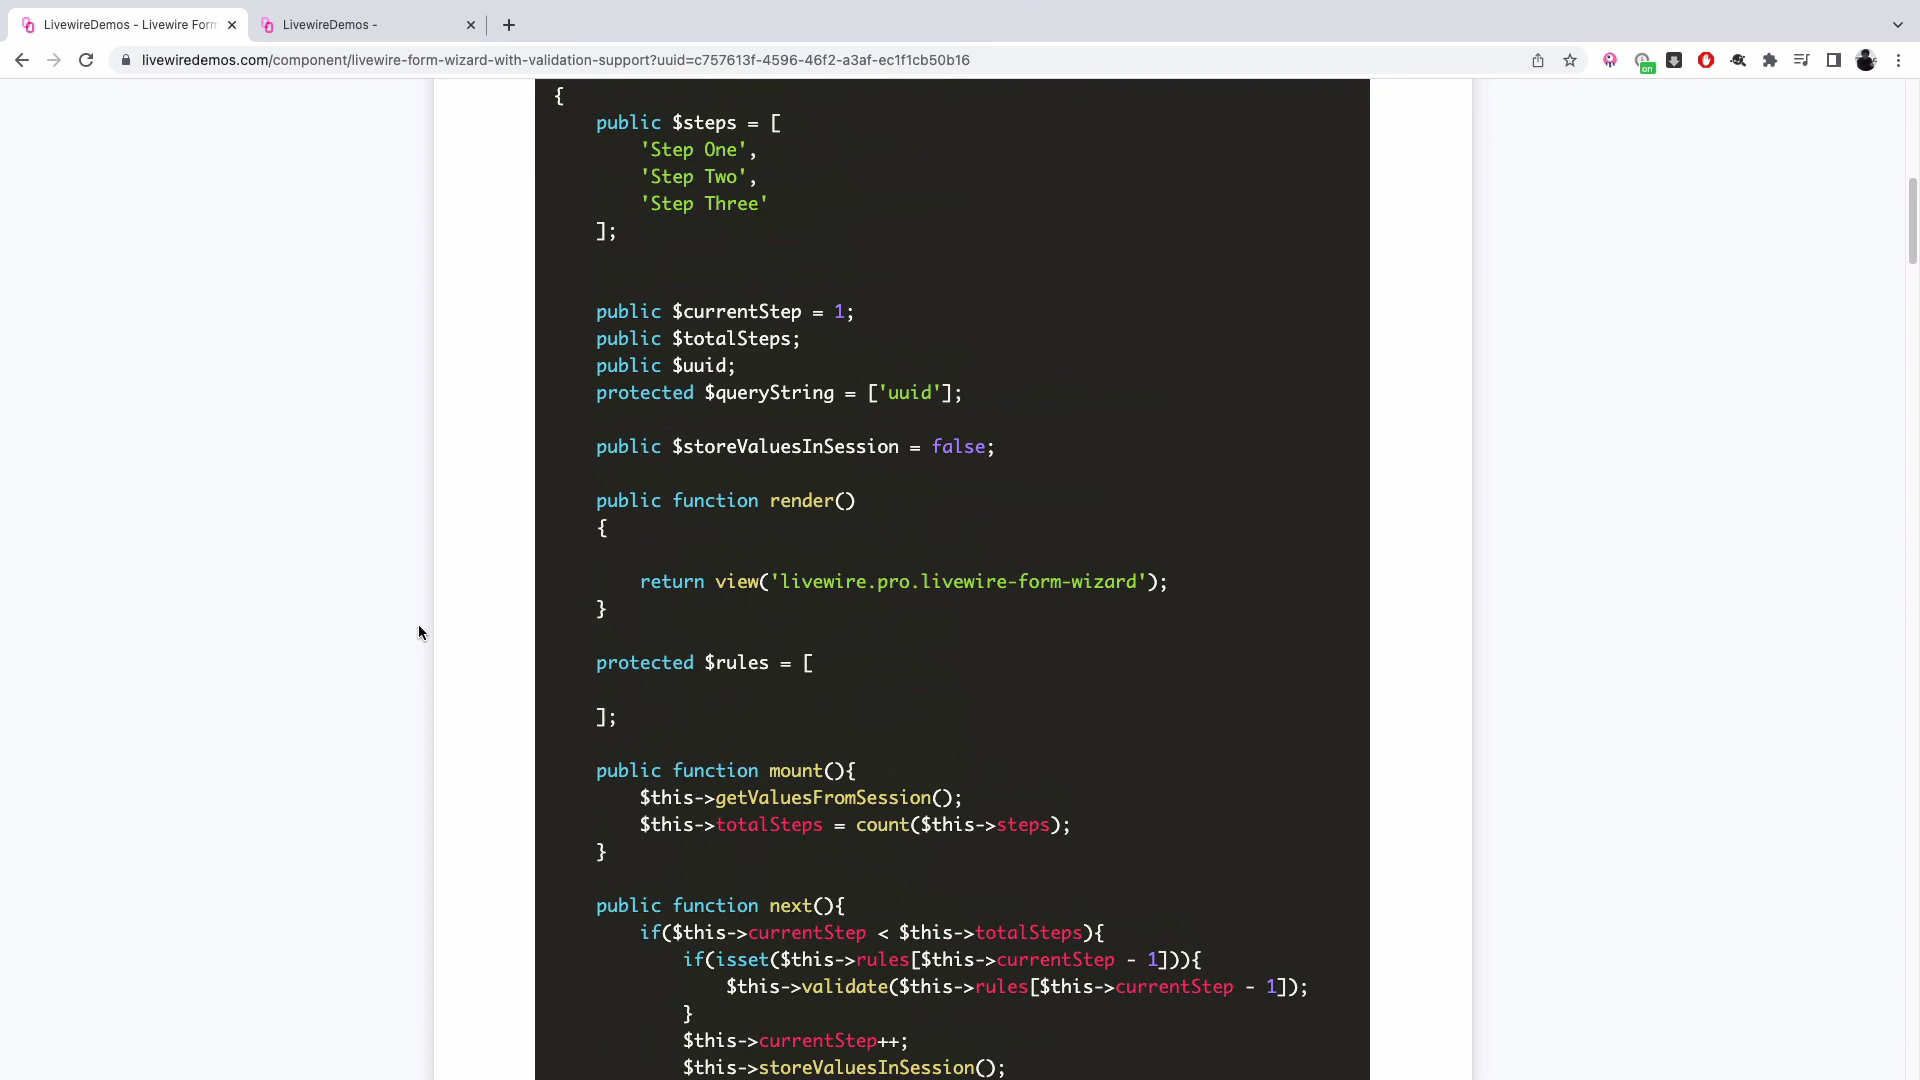 LivewireDemos - Livewire Form
LivewireDemos -
livewiredemos.com/component/livewire-form-wizard-with-validation-support?uuid=c757613f-4596-46f2-a3af-ec1f1cb50b16
on
{
public $steps = [
'Step One',
'Step Two',
'Step Three'
];
public $currentStep = 1;
public $totalSteps;
public $uuid;
protected $queryString = ['uuid'];
public $storeValuesInSession = false;
public function render()
{
return view('livewire.pro.livewire-form-wizard');
}
protected $rules = [
];
public function mount(){
$this->getValuesFromSession();
$this->totalSteps = count($this->steps);
}
public function next(){
if($this->currentStep < $this->totalSteps){
if(isset($this->rules[$this->currentStep - 1])){
$this->validate($this->rules[$this->currentStep - 1]);
}
$this->currentStep++;
$this->storeValuesInSession();